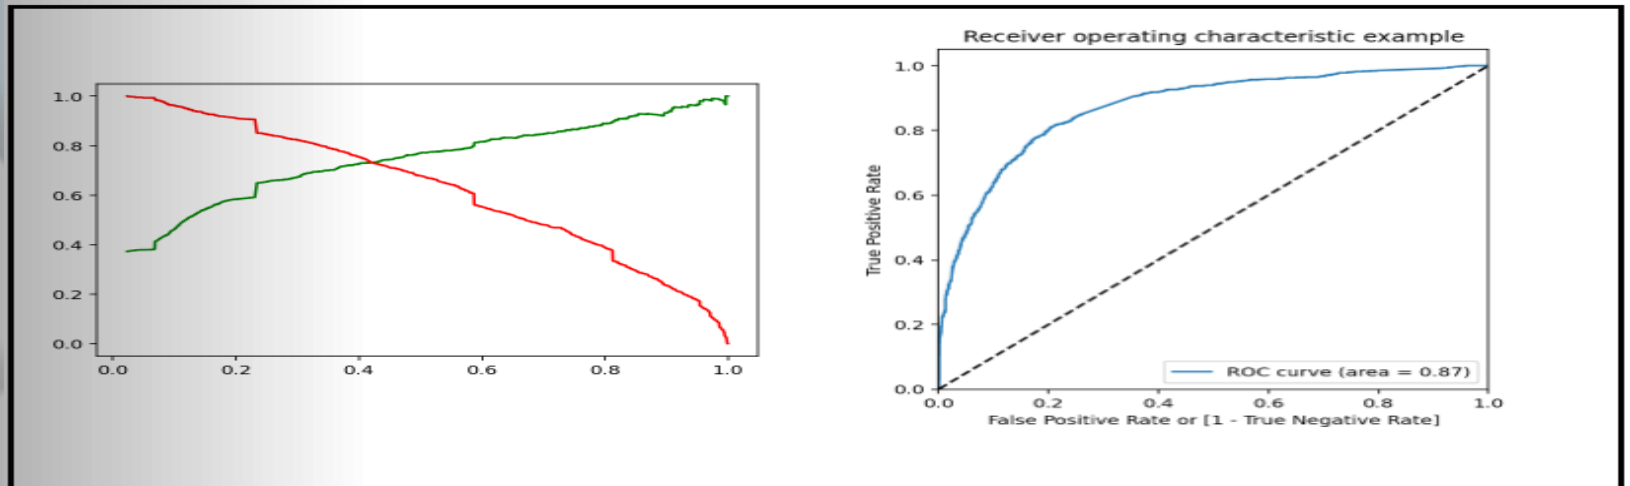 1.0
0.8
0.6
0.4
0.2
0.0
0.0 0.2 0.4 0.6 0.8 1.0
Receiver operating characteristic example
True Positive Rate
1.0
0.8
0.6
0.4
0.2
0.0
ROC curve (area = 0.87)
0.0 0.2 0.4 0.6 0.8 1.0
False Positive Rate or [1 - True Negative Rate]